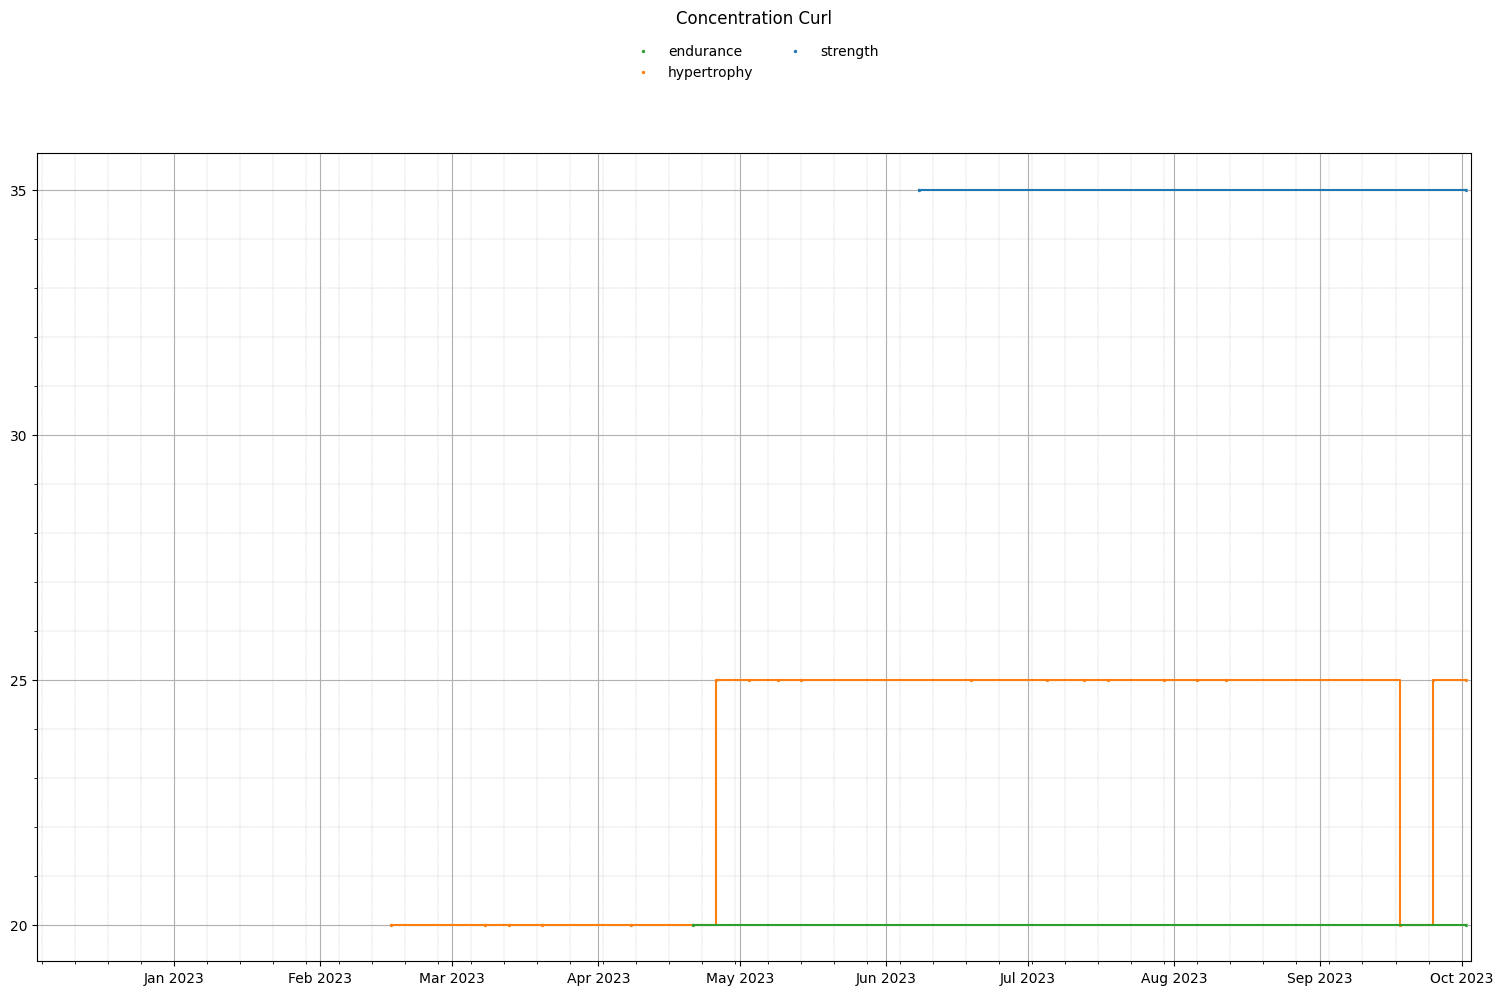 Concentration Curl
endurance strength
hypertrophy
35
30
25
20
Jan 2023 Feb 2023 Mar 2023 Apr 2023 May 2023 Jun 2023 Jul 2023 Aug 2023 Sep 2023 Oct 2023